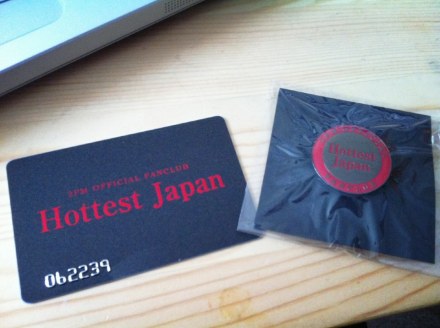 2PM OFFICIAL FANCLUB
Hottest Japan
062239
Hottest
Japan